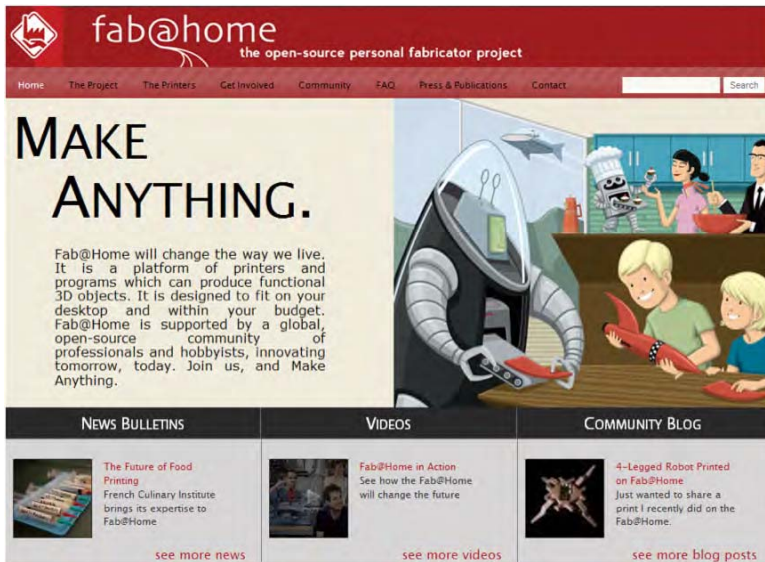 fab@home
the open-source personal fabricator project
Home The Project The Printers Get Involved Community FAQ Press & Publications Contact Search
MAKE
ANYTHING.
Fab@Home will change the way we live.
It is a platform of printers and
programs which can produce functional
3D objects. It is designed to fit on your
desktop and within your budget.
Fab@Home is supported by a global,
open-source community of
professionals and hobbyists, innovating
tomorrow, today. Join us, and Make
Anything.
NEWS BULLETINS
The Future of Food
Printing
French Culinary Institute
brings its expertise to
Fab@Home
see more news
VIDEOS
Fab@Home in Action
See how the Fab@Home
will change the future
see more videos
COMMUNITY BLOG
4-Legged Robot Printed
on Fab@Home
Just wanted to share a
print I recently did on the
Fab@Home.
see more blog posts